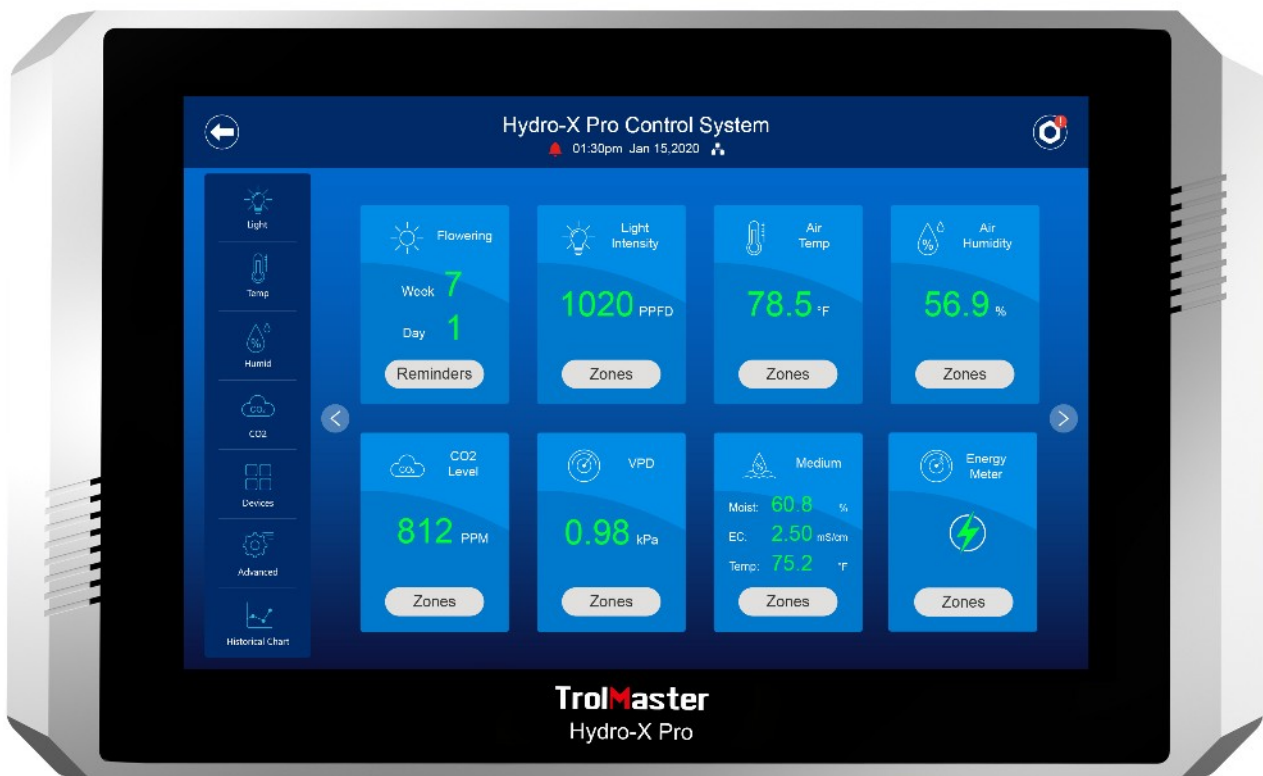 Hydro-X Pro Control System
01:30pm Jan 15,2020
Light
Temp
%
Humid
CO₂
CO2
Devices
Advanced
Historical Chart
Flowering
Week 7
Day 1
Reminders
Light
Intensity
1020 PPFD
Zones
Air
Temp
78.5 °F
Zones
%
Air
Humidity
56.9 %
Zones
CO₂
CO2
Level
812 PPM
Zones
VPD
0.98 kPa
Zones
%
Medium
Moist: 60.8 %
EC: 2.50 mS/cm
Temp: 75.2 °F
Zones
Energy
Meter
Zones
TrolMaster
Hydro-X Pro